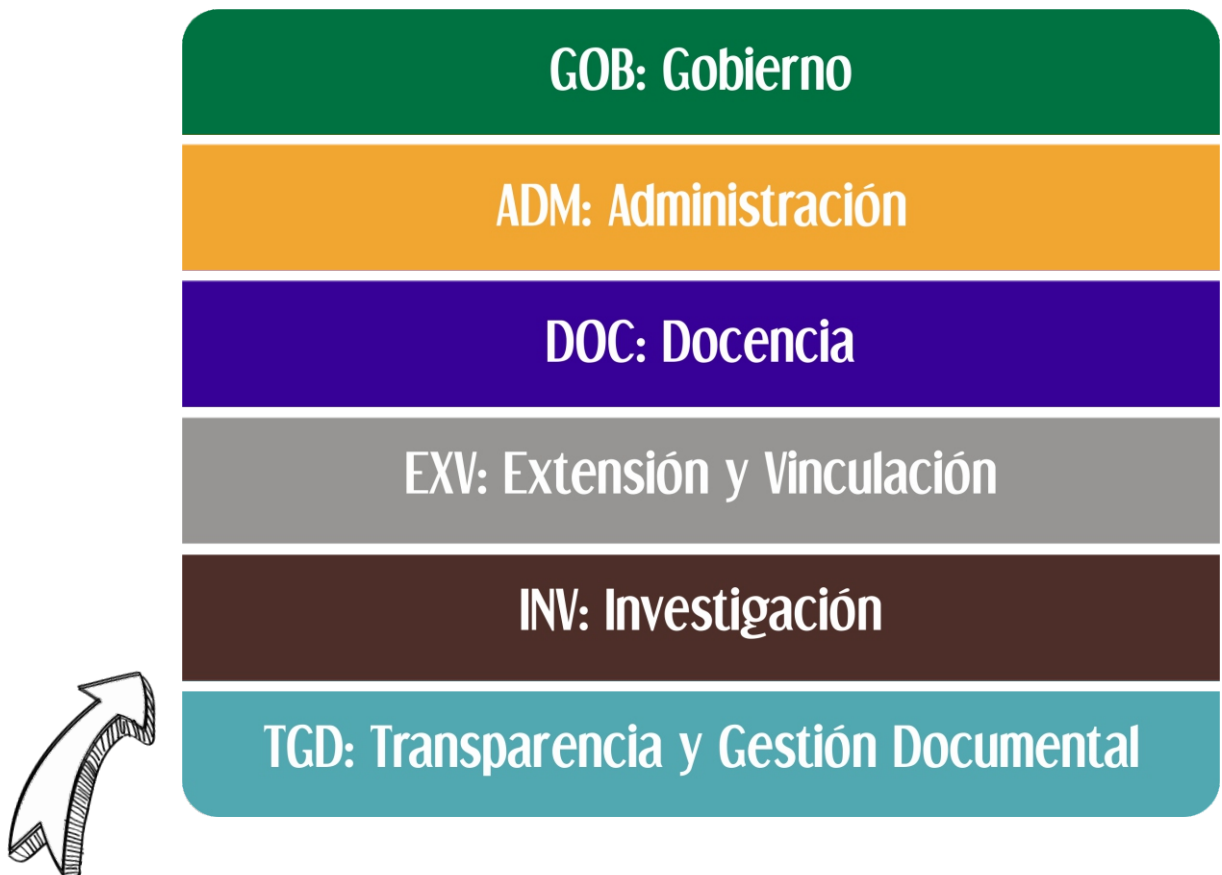 GOB: Gobierno
ADM: Administración
DOC: Docencia
EXV: Extensión y Vinculación
INV: Investigación
TGD: Transparencia y Gestión Documental